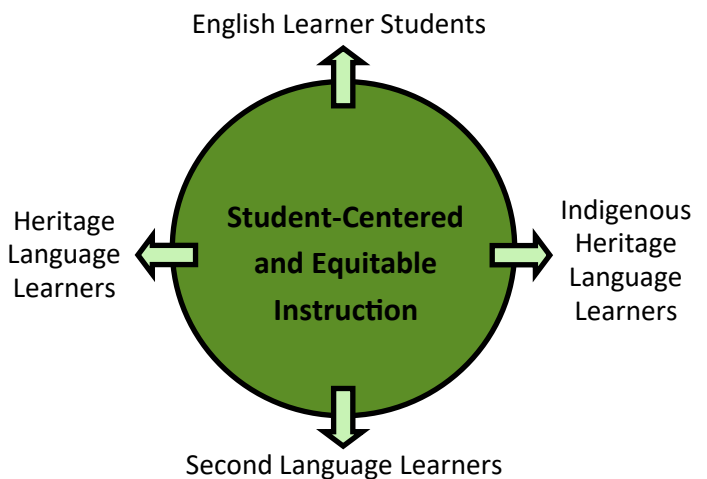 English Learner Students
Heritage
Language
Learners
Student-Centered
and Equitable
Instruction
Indigenous
Heritage
Language
Learners
Second Language Learners